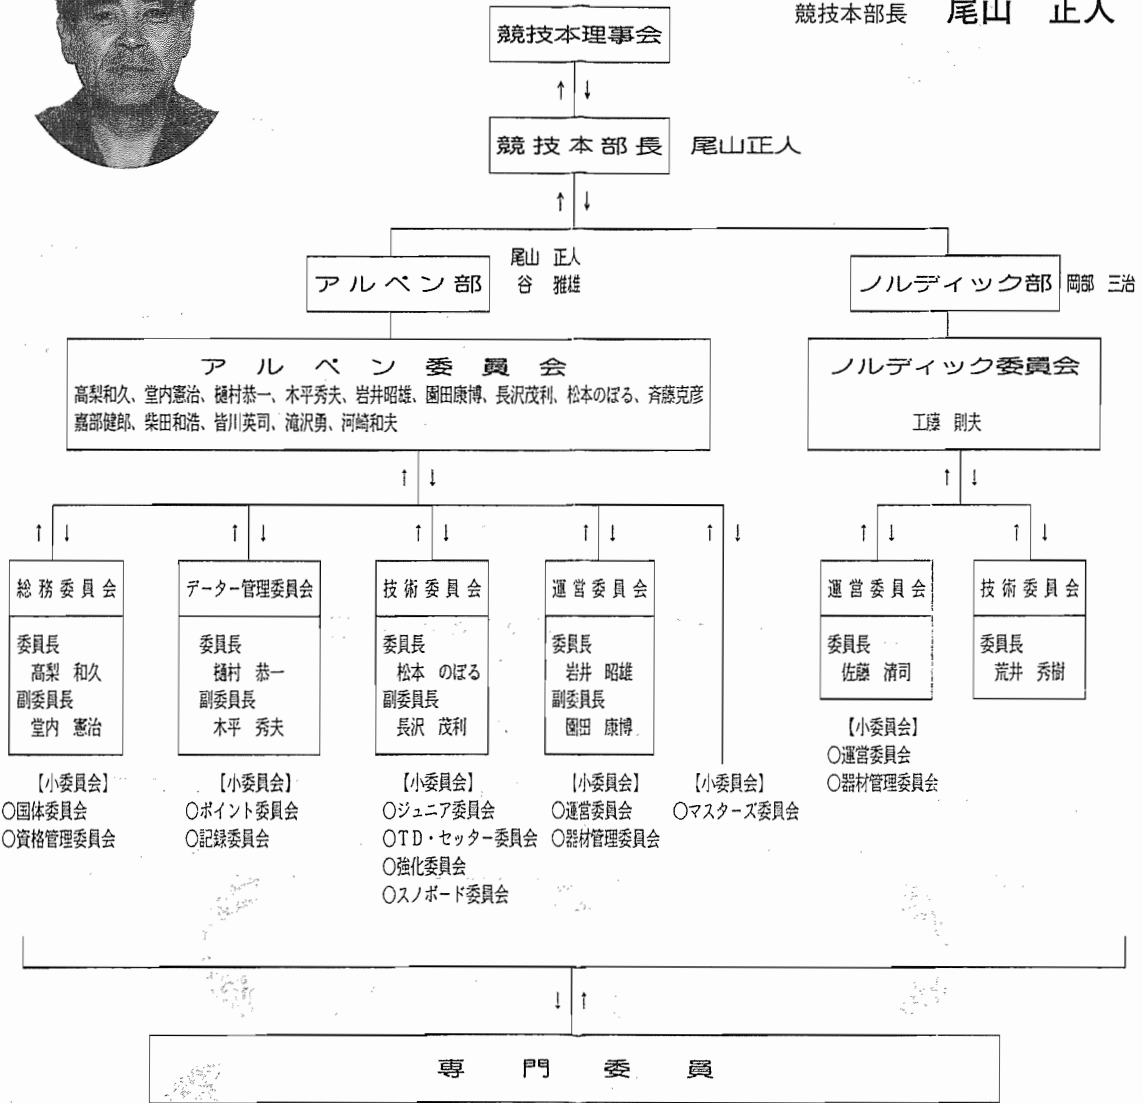 競技本部長　尾山　正人
競技本理事会
↑↓
競技本部長　尾山正人
↑↓
アルペン部
尾山　正人
谷　雅雄
ノルディック部　岡部　三治
アルペン委員会
高梨和久、堂内憲治、樋村恭一、木平秀夫、岩井昭雄、園田康博、長沢茂利、松本のぼる、斉藤克彦
嘉部健郎、柴田和浩、皆川英司、滝沢勇、河崎和夫
ノルディック委員会
工藤　則夫
↑↓
↑↓
↑↓　↑↓　↑↓　↑↓　↑↓　↑↓　↑↓
総務委員会
委員長
高梨　和久
副委員長
堂内　憲治
【小委員会】
○国体委員会
○資格管理委員会
データー管理委員会
委員長
樋村　恭一
副委員長
木平　秀夫
【小委員会】
○ポイント委員会
○記録委員会
技術委員会
委員長
松本　のぼる
副委員長
長沢　茂利
【小委員会】
○ジュニア委員会
○TD・セッター委員会
○強化委員会
○スノボード委員会
運営委員会
委員長
岩井　昭雄
副委員長
園田　康博
【小委員会】
○運営委員会
○器材管理委員会
【小委員会】
○マスターズ委員会
運営委員会
委員長
佐藤　清司
【小委員会】
○運営委員会
○器材管理委員会
技術委員会
委員長
荒井　秀樹
↓↑
専門委員